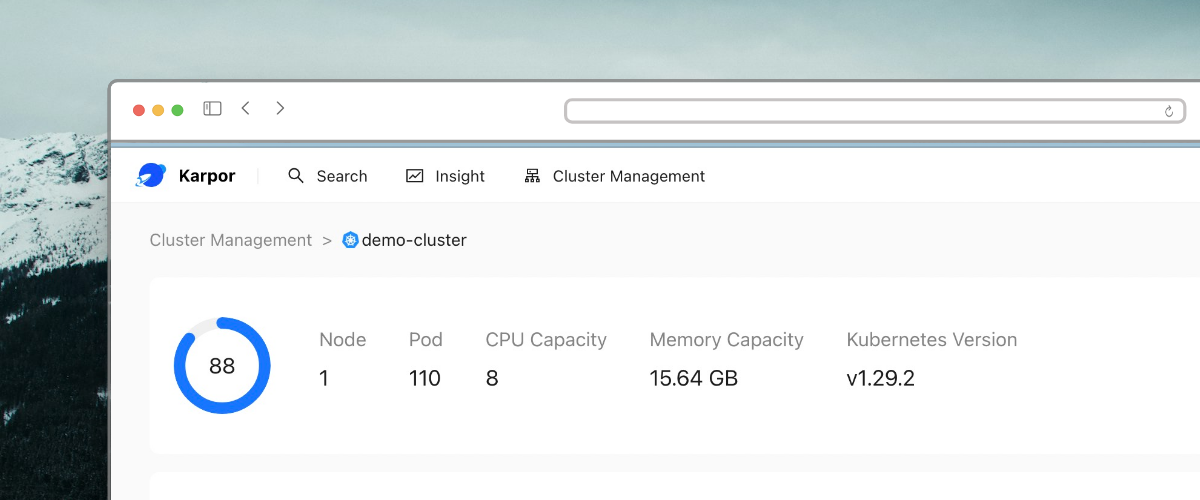 Karpor Search Insight Cluster Management
Cluster Management > demo-cluster
88
Node Pod CPU Capacity Memory Capacity Kubernetes Version
1 110 8 15.64 GB v1.29.2